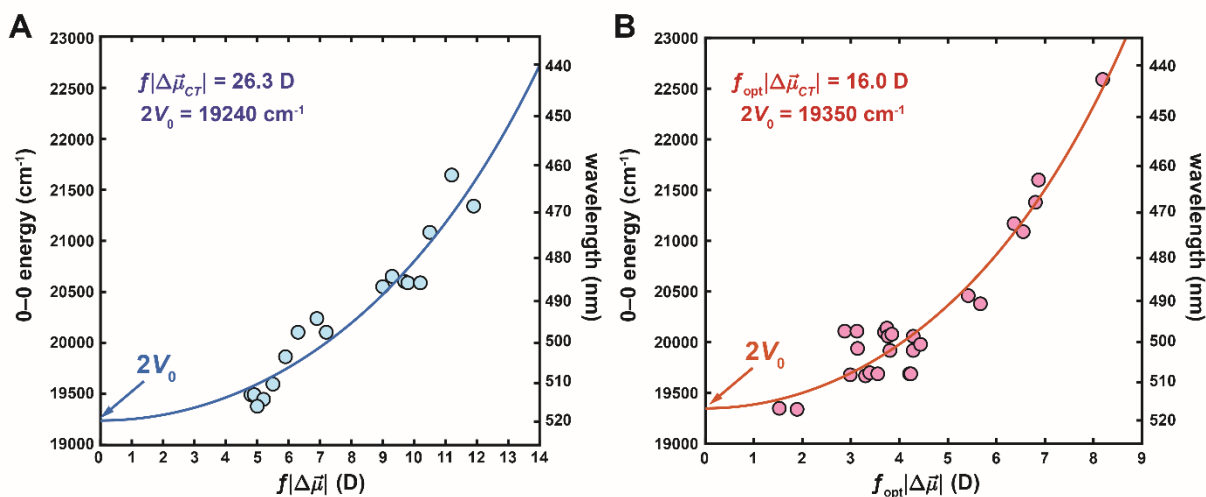 A
B
23000
22500
22000
21500
21000
20500
20000
19500
19000
0–0 energy (cm⁻¹)
f|Δμ⃗_CT| = 26.3 D
2V₀ = 19240 cm⁻¹
2V₀
440
450
460
470
480
490
500
510
520
wavelength (nm)
0 1 2 3 4 5 6 7 8 9 10 11 12 13 14
f|Δμ⃗| (D)
23000
22500
22000
21500
21000
20500
20000
19500
19000
0–0 energy (cm⁻¹)
f_opt|Δμ⃗_CT| = 16.0 D
2V₀ = 19350 cm⁻¹
2V₀
440
450
460
470
480
490
500
510
520
wavelength (nm)
0 1 2 3 4 5 6 7 8 9
f_opt|Δμ⃗| (D)